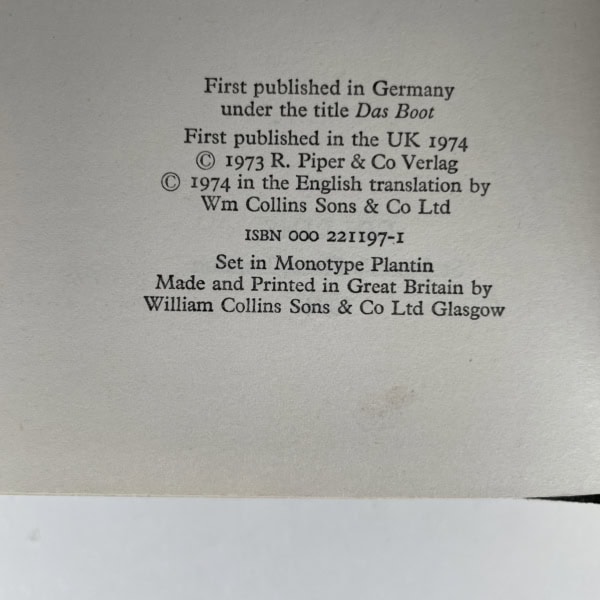 First published in Germany
under the title Das Boot
First published in the UK 1974
© 1973 R. Piper & Co Verlag
© 1974 in the English translation by
Wm Collins Sons & Co Ltd
ISBN 000 221197-1
Set in Monotype Plantin
Made and Printed in Great Britain by
William Collins Sons & Co Ltd Glasgow